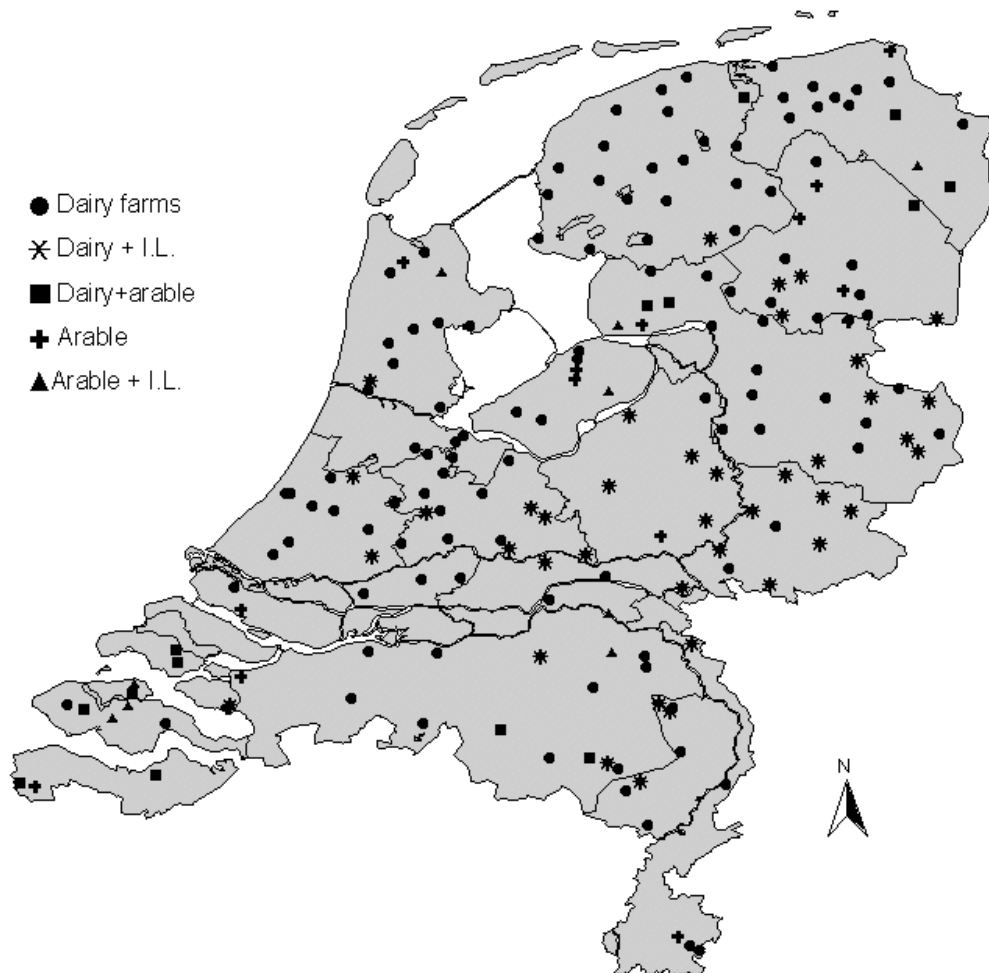 Dairy farms
Dairy + I.L.
Dairy+arable
Arable
Arable + I.L.
N